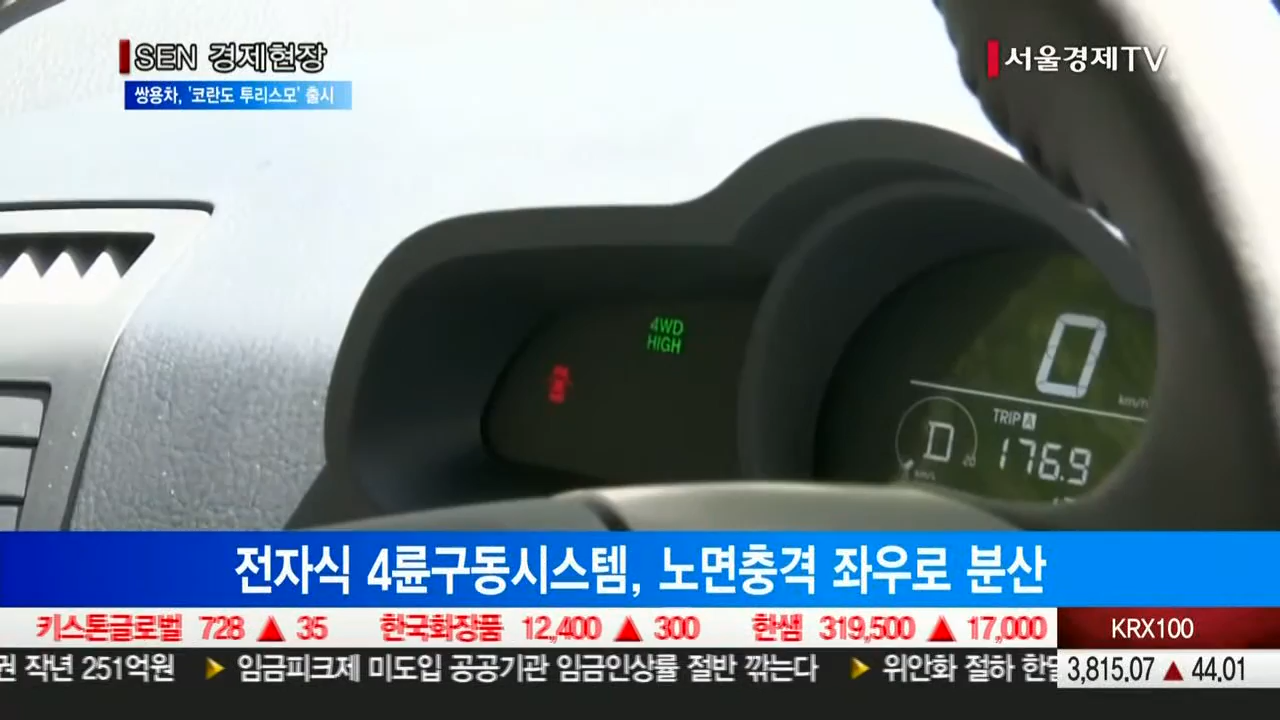 SEN 경제현장
서울경제TV
쌍용차, '코란도 투리스모' 출시
4WD
HIGH
0
km/h
TRIP A
D
176.9
20
km/L
전자식 4륜구동시스템, 노면충격 좌우로 분산
키스톤글로벌 728 ▲ 35 한국화장품 12,400 ▲ 300 한샘 319,500 ▲ 17,000
KRX100
권 작년 251억원 ▶ 임금피크제 미도입 공공기관 임금인상률 절반 깎는다 ▶ 위안화 절하 한달
3,815.07 ▲ 44.01